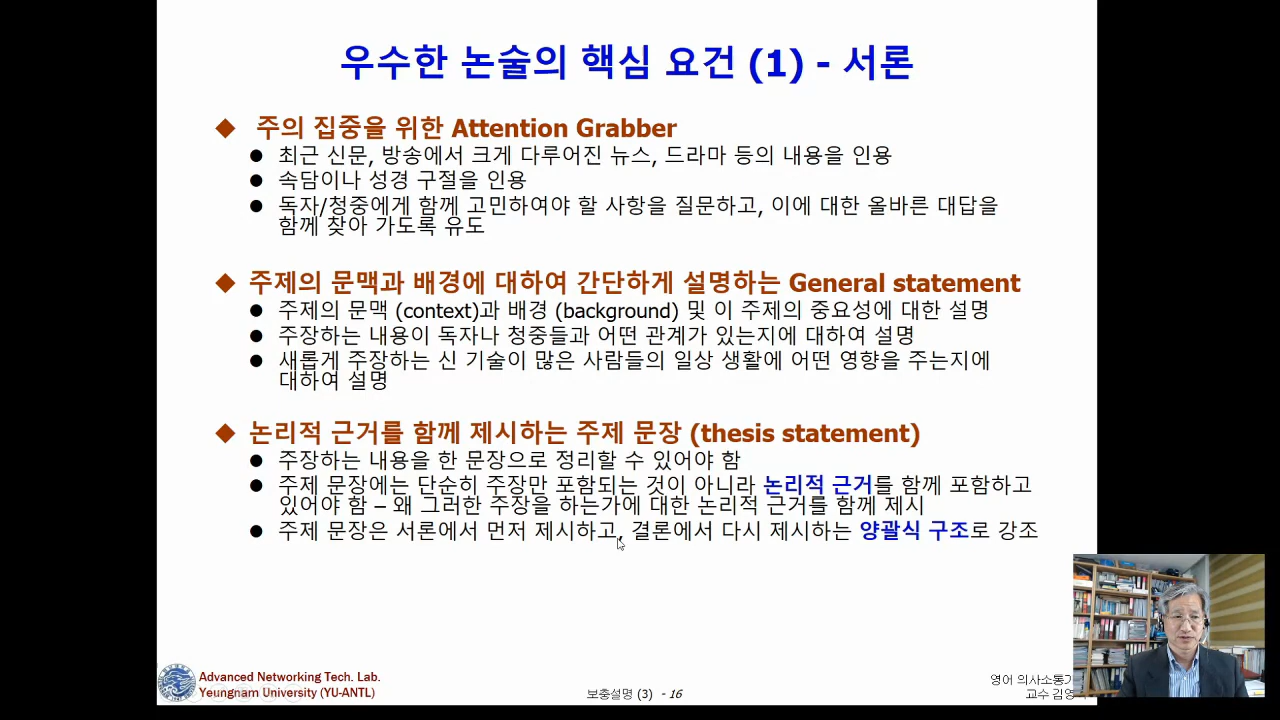 우수한 논술의 핵심 요건 (1) - 서론
◆ 주의 집중을 위한 Attention Grabber
● 최근 신문, 방송에서 크게 다루어진 뉴스, 드라마 등의 내용을 인용
● 속담이나 성경 구절을 인용
● 독자/청중에게 함께 고민하여야 할 사항을 질문하고, 이에 대한 올바른 대답을
함께 찾아 가도록 유도
◆ 주제의 문맥과 배경에 대하여 간단하게 설명하는 General statement
● 주제의 문맥 (context)과 배경 (background) 및 이 주제의 중요성에 대한 설명
● 주장하는 내용이 독자나 청중들과 어떤 관계가 있는지에 대하여 설명
● 새롭게 주장하는 신 기술이 많은 사람들의 일상 생활에 어떤 영향을 주는지에
대하여 설명
◆ 논리적 근거를 함께 제시하는 주제 문장 (thesis statement)
● 주장하는 내용을 한 문장으로 정리할 수 있어야 함
● 주제 문장에는 단순히 주장만 포함되는 것이 아니라 논리적 근거를 함께 포함하고
있어야 함 – 왜 그러한 주장을 하는가에 대한 논리적 근거를 함께 제시
● 주제 문장은 서론에서 먼저 제시하고, 결론에서 다시 제시하는 양괄식 구조로 강조
Advanced Networking Tech. Lab.
Yeungnam University (YU-ANTL)
보충설명 (3) - 16
영어 의사소통
교수 김영